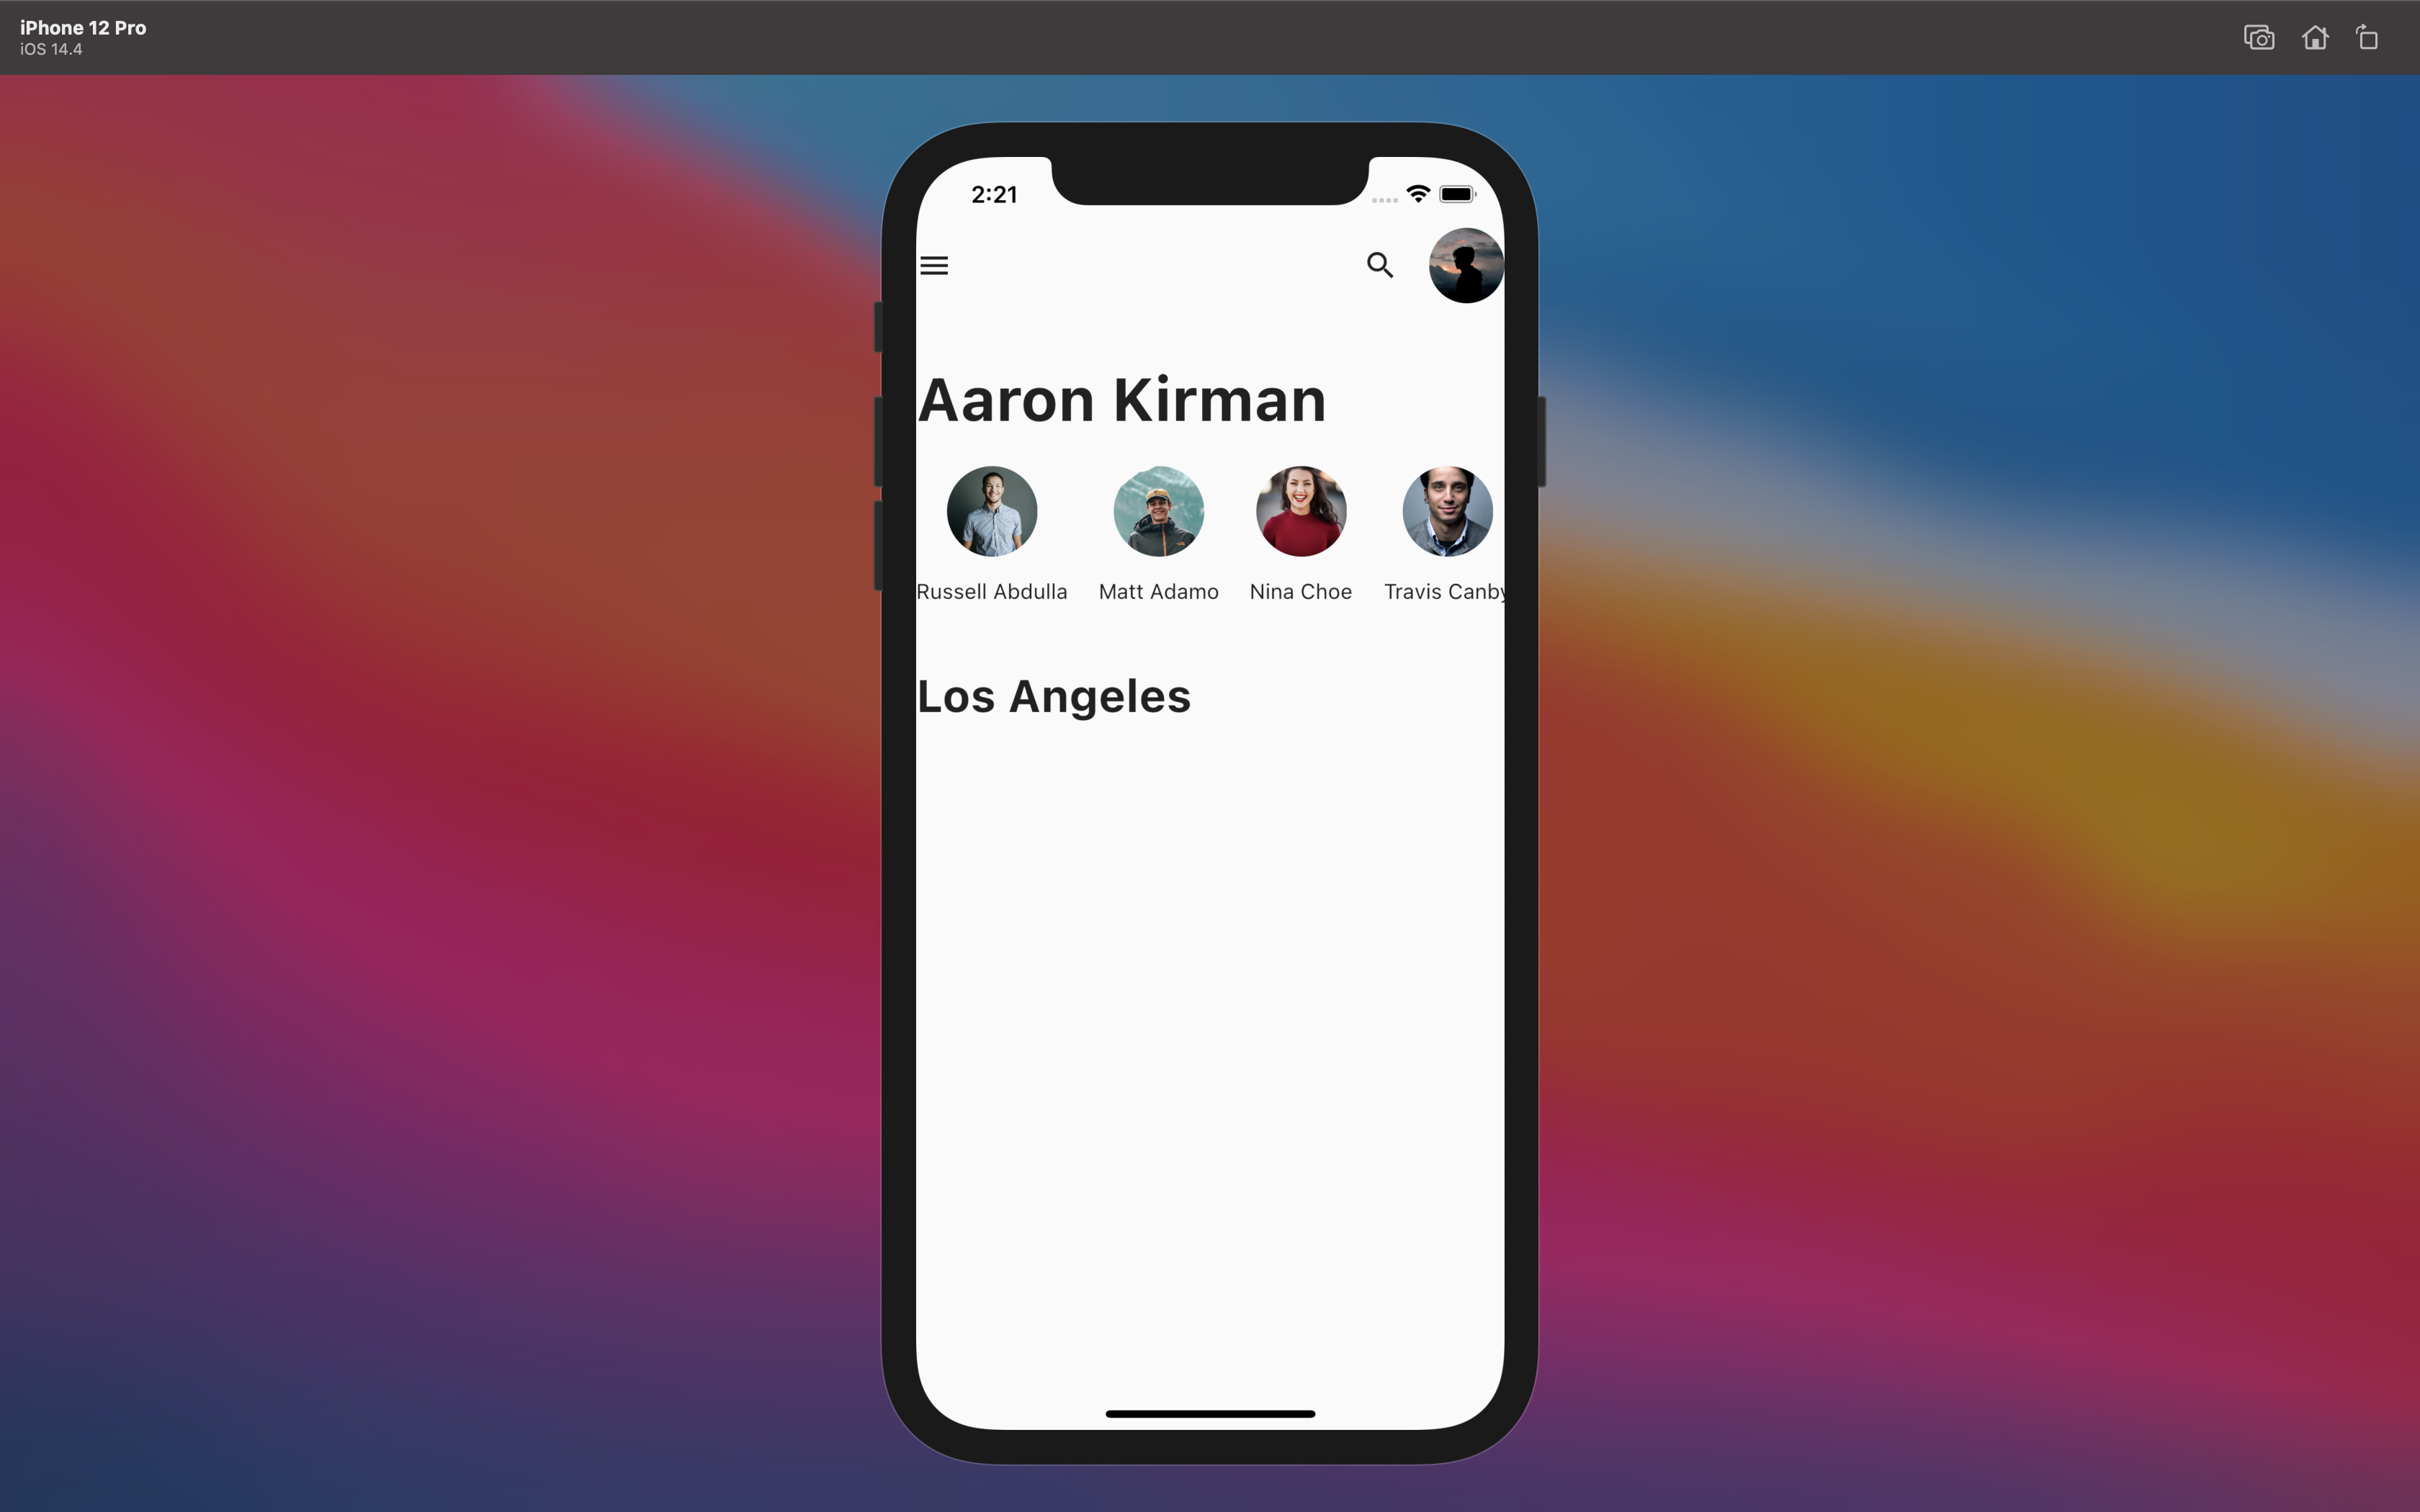 iPhone 12 Pro
iOS 14.4
2:21
Aaron Kirman
Russell Abdulla Matt Adamo Nina Choe Travis Canby
Los Angeles